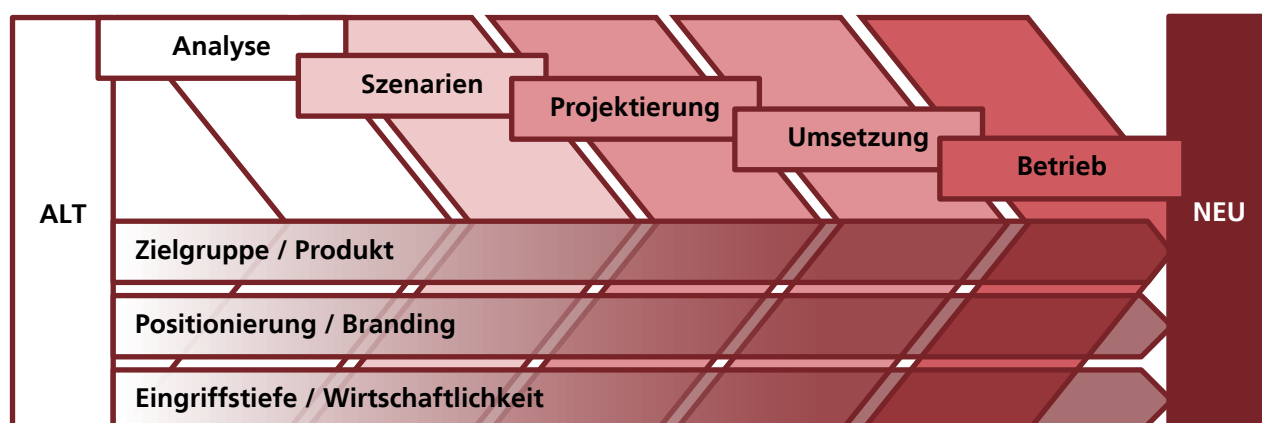 Analyse
Szenarien
Projektierung
Umsetzung
Betrieb
ALT
NEU
Zielgruppe / Produkt
Positionierung / Branding
Eingriffstiefe / Wirtschaftlichkeit